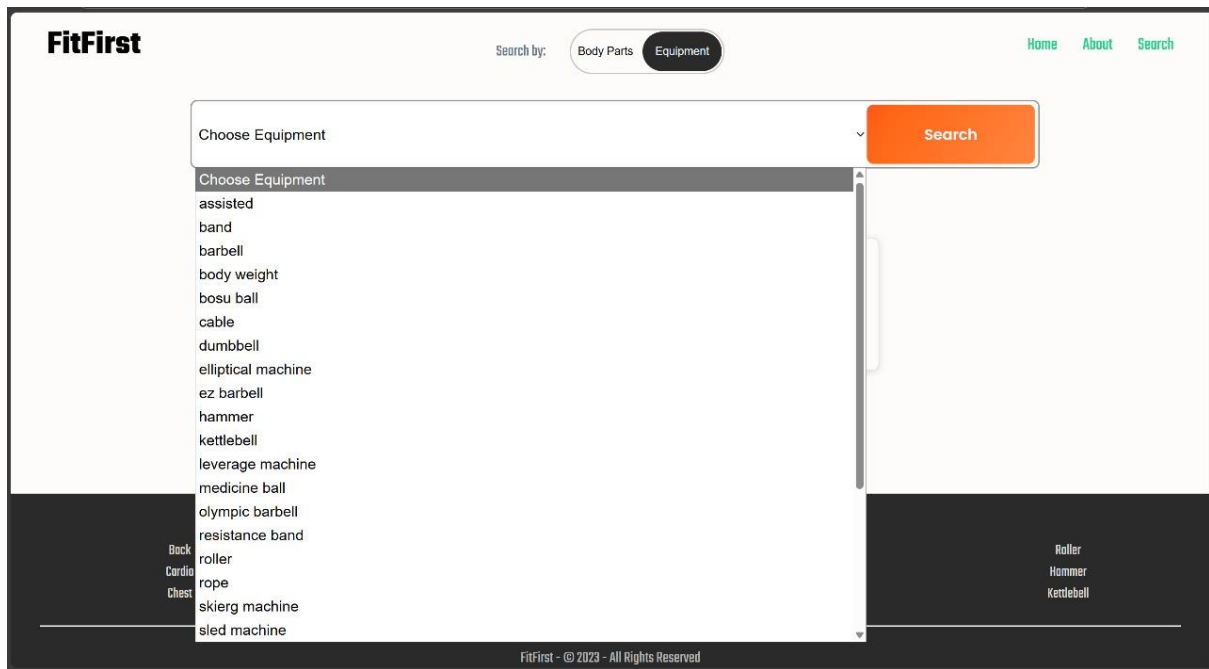 FitFirst
Search by: Body Parts Equipment
Home About Search
Choose Equipment
Search
Choose Equipment
assisted
band
barbell
body weight
bosu ball
cable
dumbbell
elliptical machine
ez barbell
hammer
kettlebell
leverage machine
medicine ball
olympic barbell
resistance band
roller
rope
skierg machine
sled machine
Back
Cardio
Chest
Roller
Hammer
Kettlebell
FitFirst - © 2023 - All Rights Reserved